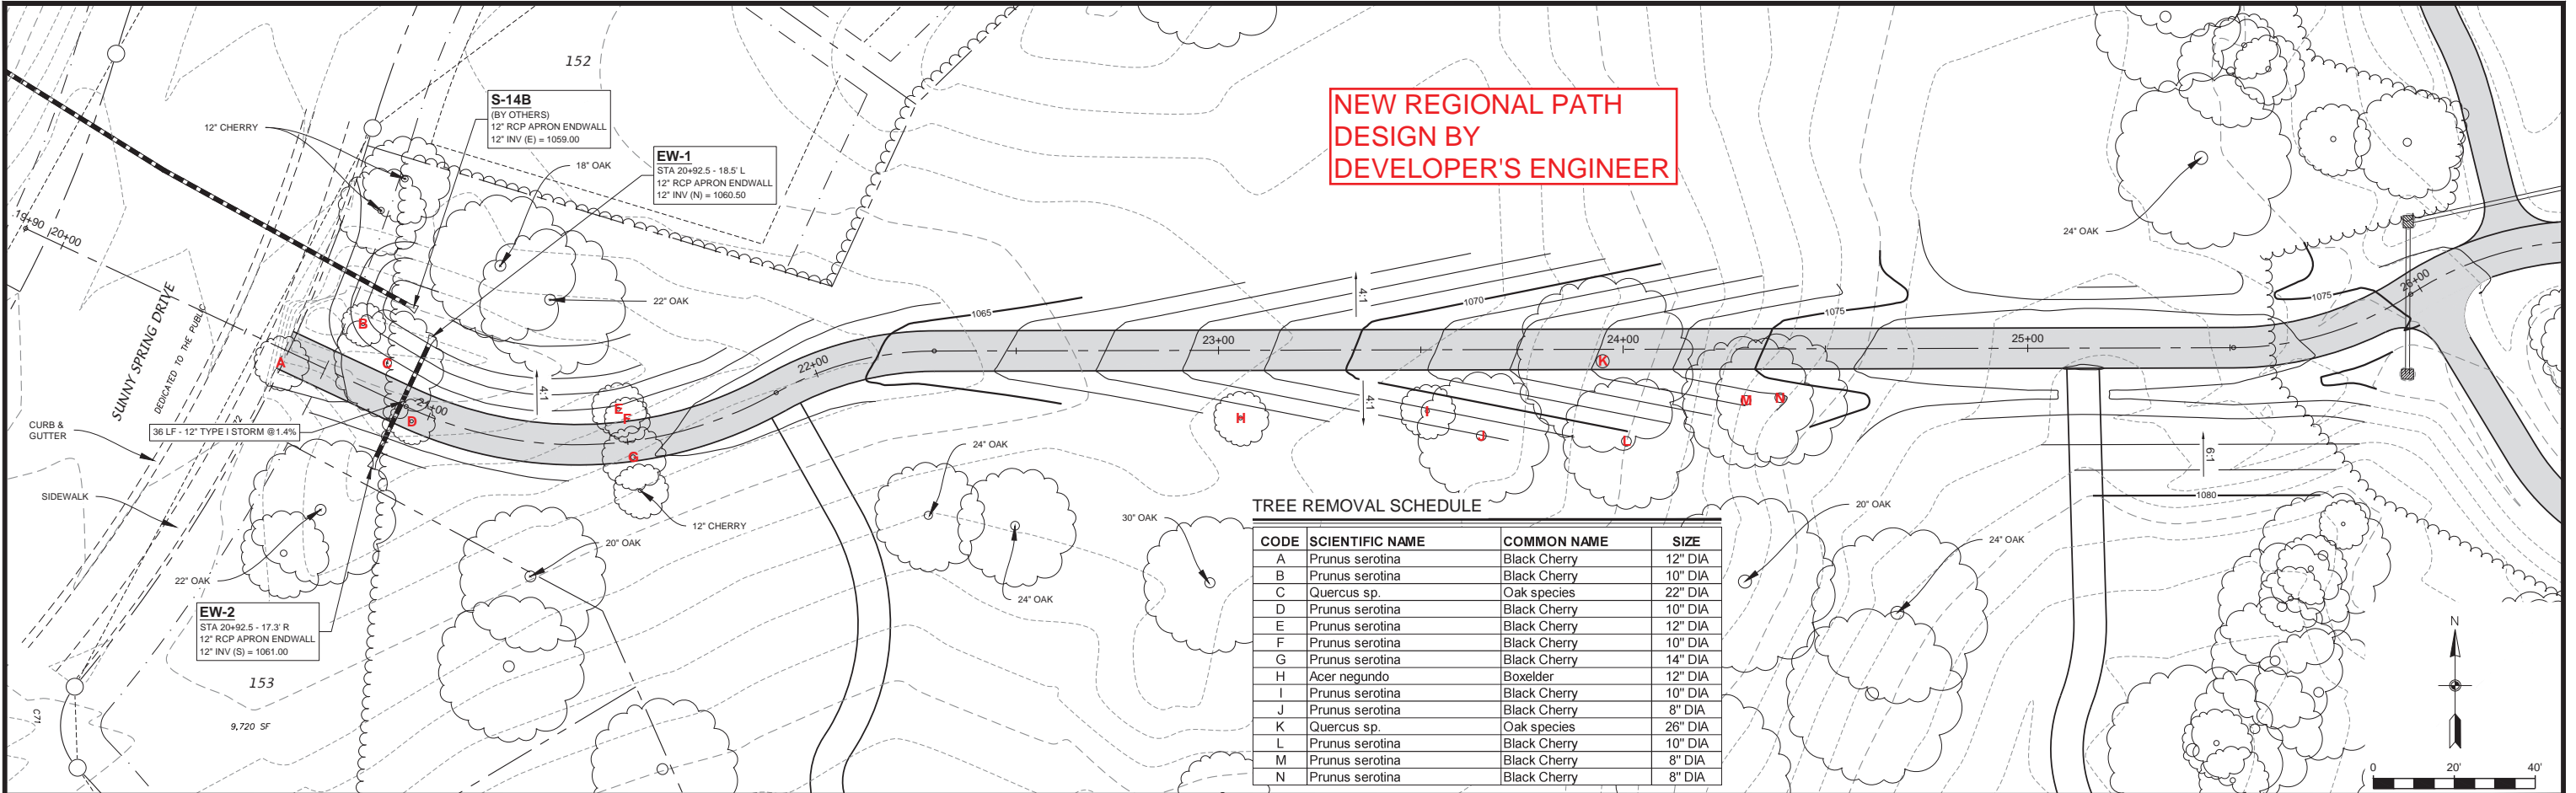 152
S-14B
(BY OTHERS)
12" RCP APRON ENDWALL
12" INV (E) = 1059.00
12" CHERRY
18" OAK
EW-1
STA 20+92.5 - 18.5' L
12" RCP APRON ENDWALL
12" INV (N) = 1060.50
NEW REGIONAL PATH
DESIGN BY
DEVELOPER'S ENGINEER
19+90
20+00
24" OAK
22" OAK
SUNNY SPRING DRIVE
DEDICATED TO THE PUBLIC
1065
4:1
1070
1075
1075
26+00
A
B
C
D
21+00
22+00
23+00
24+00
25+00
4:1
4:1
E
F
G
H
I
J
K
L
M
N
CURB &
GUTTER
36 LF - 12" TYPE I STORM @1.4%
SIDEWALK
24" OAK
6:1
1080
12" CHERRY
30" OAK
20" OAK
20" OAK
24" OAK
22" OAK
24" OAK
EW-2
STA 20+92.5 - 17.3' R
12" RCP APRON ENDWALL
12" INV (S) = 1061.00
153
9,720 SF
C71
TREE REMOVAL SCHEDULE
CODE SCIENTIFIC NAME COMMON NAME SIZE
A Prunus serotina Black Cherry 12" DIA
B Prunus serotina Black Cherry 10" DIA
C Quercus sp. Oak species 22" DIA
D Prunus serotina Black Cherry 10" DIA
E Prunus serotina Black Cherry 12" DIA
F Prunus serotina Black Cherry 10" DIA
G Prunus serotina Black Cherry 14" DIA
H Acer negundo Boxelder 12" DIA
I Prunus serotina Black Cherry 10" DIA
J Prunus serotina Black Cherry 8" DIA
K Quercus sp. Oak species 26" DIA
L Prunus serotina Black Cherry 10" DIA
M Prunus serotina Black Cherry 8" DIA
N Prunus serotina Black Cherry 8" DIA
N
0 20' 40'